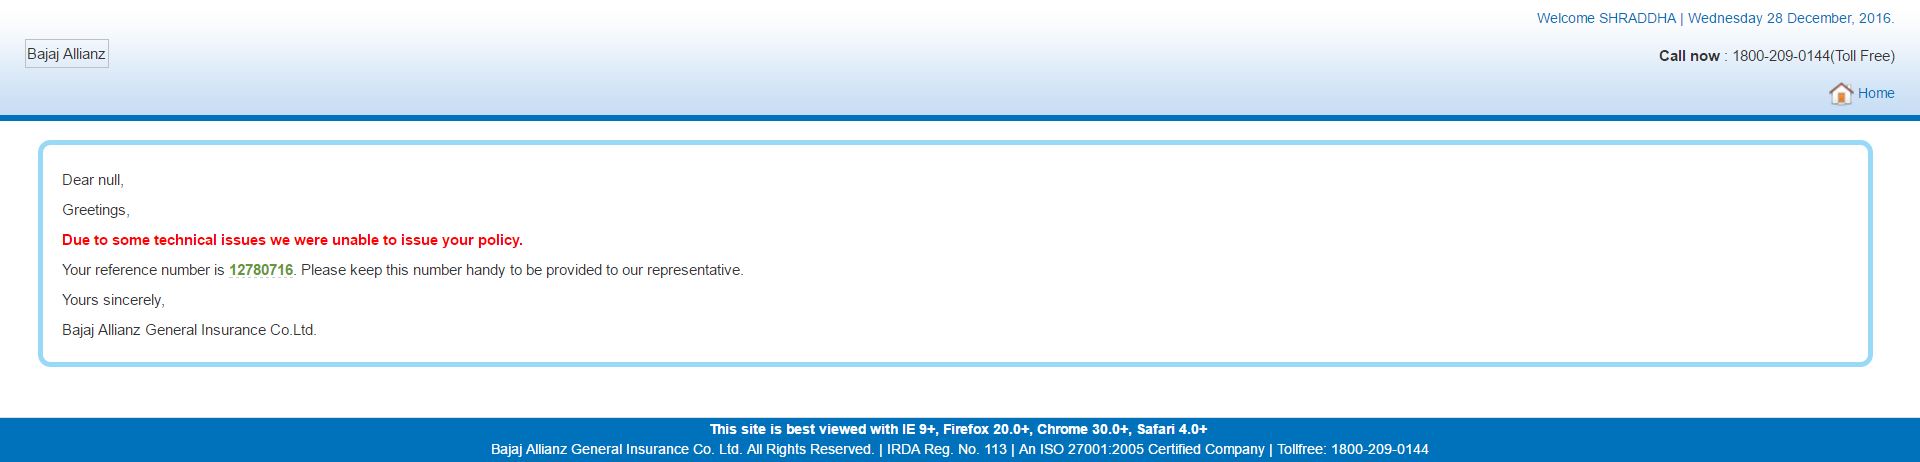 Welcome SHRADDHA | Wednesday 28 December, 2016.
Bajaj Allianz
Call now : 1800-209-0144(Toll Free)
Home
Dear null,
Greetings,
Due to some technical issues we were unable to issue your policy.
Your reference number is 12780716. Please keep this number handy to be provided to our representative.
Yours sincerely,
Bajaj Allianz General Insurance Co.Ltd.
This site is best viewed with IE 9+, Firefox 20.0+, Chrome 30.0+, Safari 4.0+
Bajaj Allianz General Insurance Co. Ltd. All Rights Reserved. | IRDA Reg. No. 113 | An ISO 27001:2005 Certified Company | Tollfree: 1800-209-0144